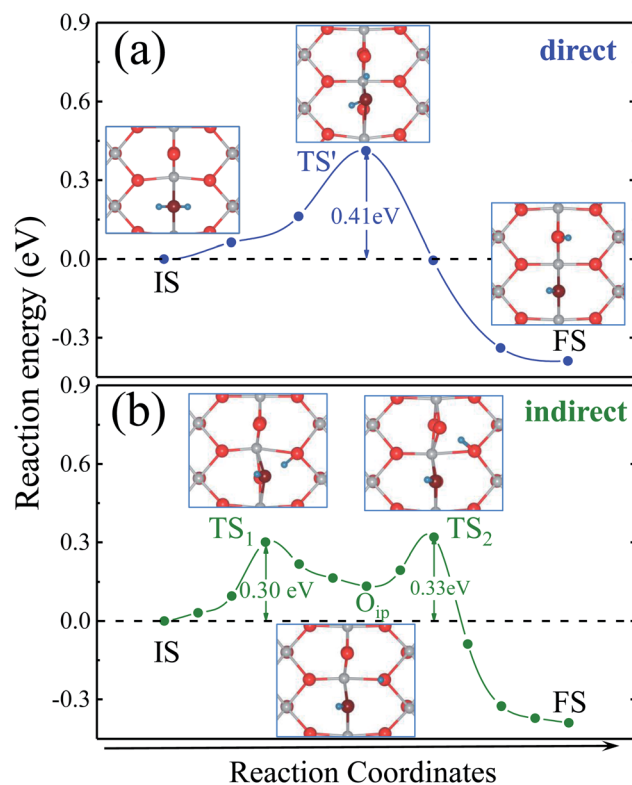 Reaction energy (eV)
0.9
0.6
0.3
0.0
-0.3
(a)
direct
TS'
0.41eV
IS
FS
0.9
0.6
0.3
0.0
-0.3
(b)
indirect
TS1
TS2
0.30 eV
Oip
0.33eV
IS
FS
Reaction Coordinates